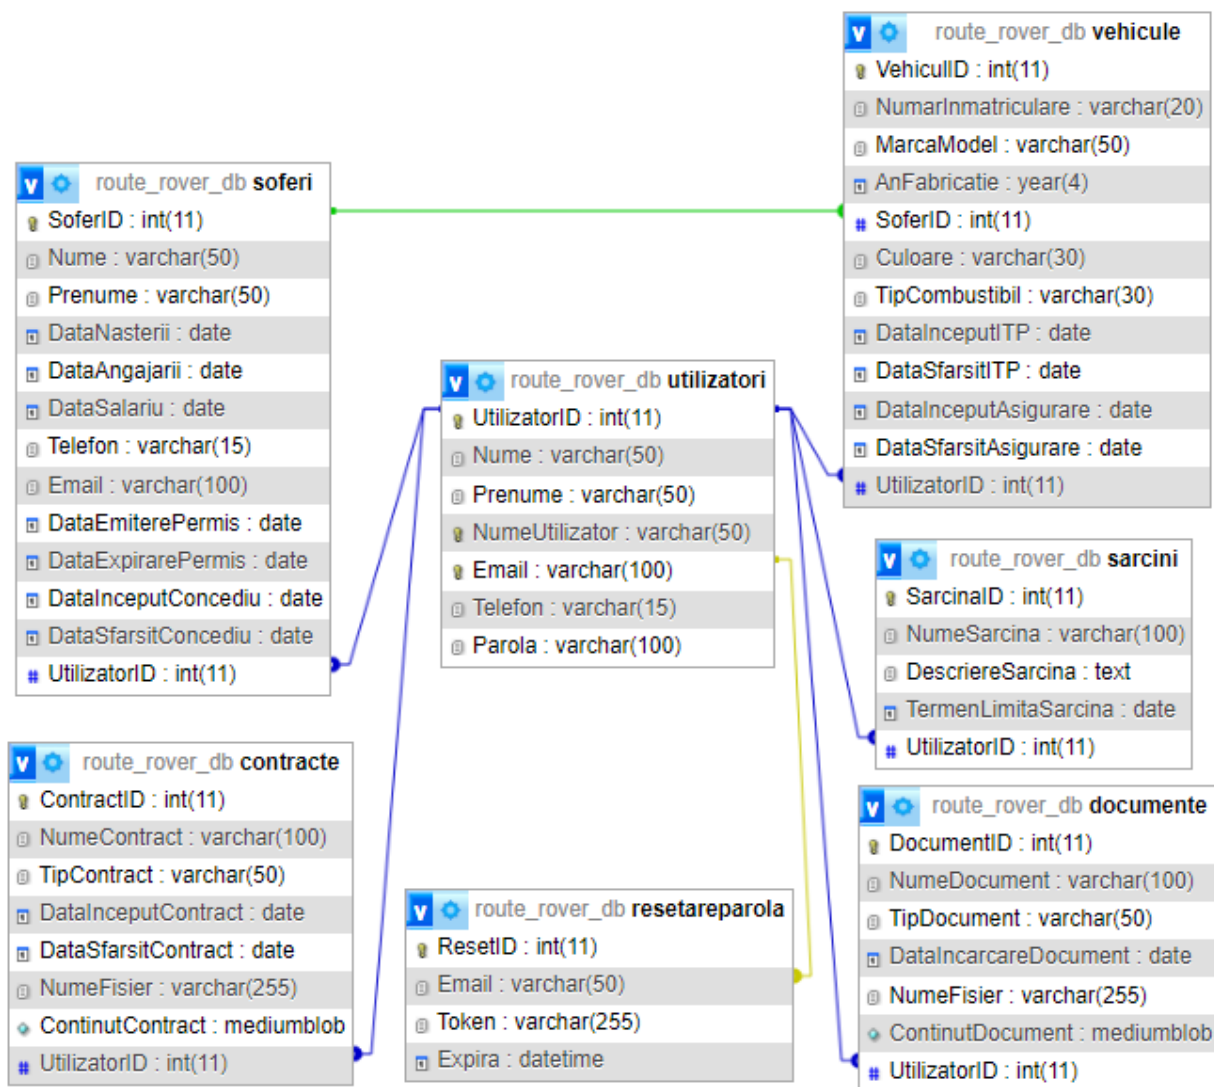 route_rover_db vehicule
VehiculID : int(11)
NumarInmatriculare : varchar(20)
MarcaModel : varchar(50)
AnFabricatie : year(4)
SoferID : int(11)
Culoare : varchar(30)
TipCombustibil : varchar(30)
DataInceputITP : date
DataSfarsitITP : date
DataInceputAsigurare : date
DataSfarsitAsigurare : date
UtilizatorID : int(11)
route_rover_db soferi
SoferID : int(11)
Nume : varchar(50)
Prenume : varchar(50)
DataNasterii : date
DataAngajarii : date
DataSalariu : date
Telefon : varchar(15)
Email : varchar(100)
DataEmiterePermis : date
DataExpirarePermis : date
DataInceputConcediu : date
DataSfarsitConcediu : date
UtilizatorID : int(11)
route_rover_db utilizatori
UtilizatorID : int(11)
Nume : varchar(50)
Prenume : varchar(50)
NumeUtilizator : varchar(50)
Email : varchar(100)
Telefon : varchar(15)
Parola : varchar(100)
route_rover_db sarcini
SarcinaID : int(11)
NumeSarcina : varchar(100)
DescriereSarcina : text
TermenLimitaSarcina : date
UtilizatorID : int(11)
route_rover_db contracte
ContractID : int(11)
NumeContract : varchar(100)
TipContract : varchar(50)
DataInceputContract : date
DataSfarsitContract : date
NumeFisier : varchar(255)
ContinutContract : mediumblob
UtilizatorID : int(11)
route_rover_db resetareparola
ResetID : int(11)
Email : varchar(50)
Token : varchar(255)
Expira : datetime
route_rover_db documente
DocumentID : int(11)
NumeDocument : varchar(100)
TipDocument : varchar(50)
DataIncarcareDocument : date
NumeFisier : varchar(255)
ContinutDocument : mediumblob
UtilizatorID : int(11)